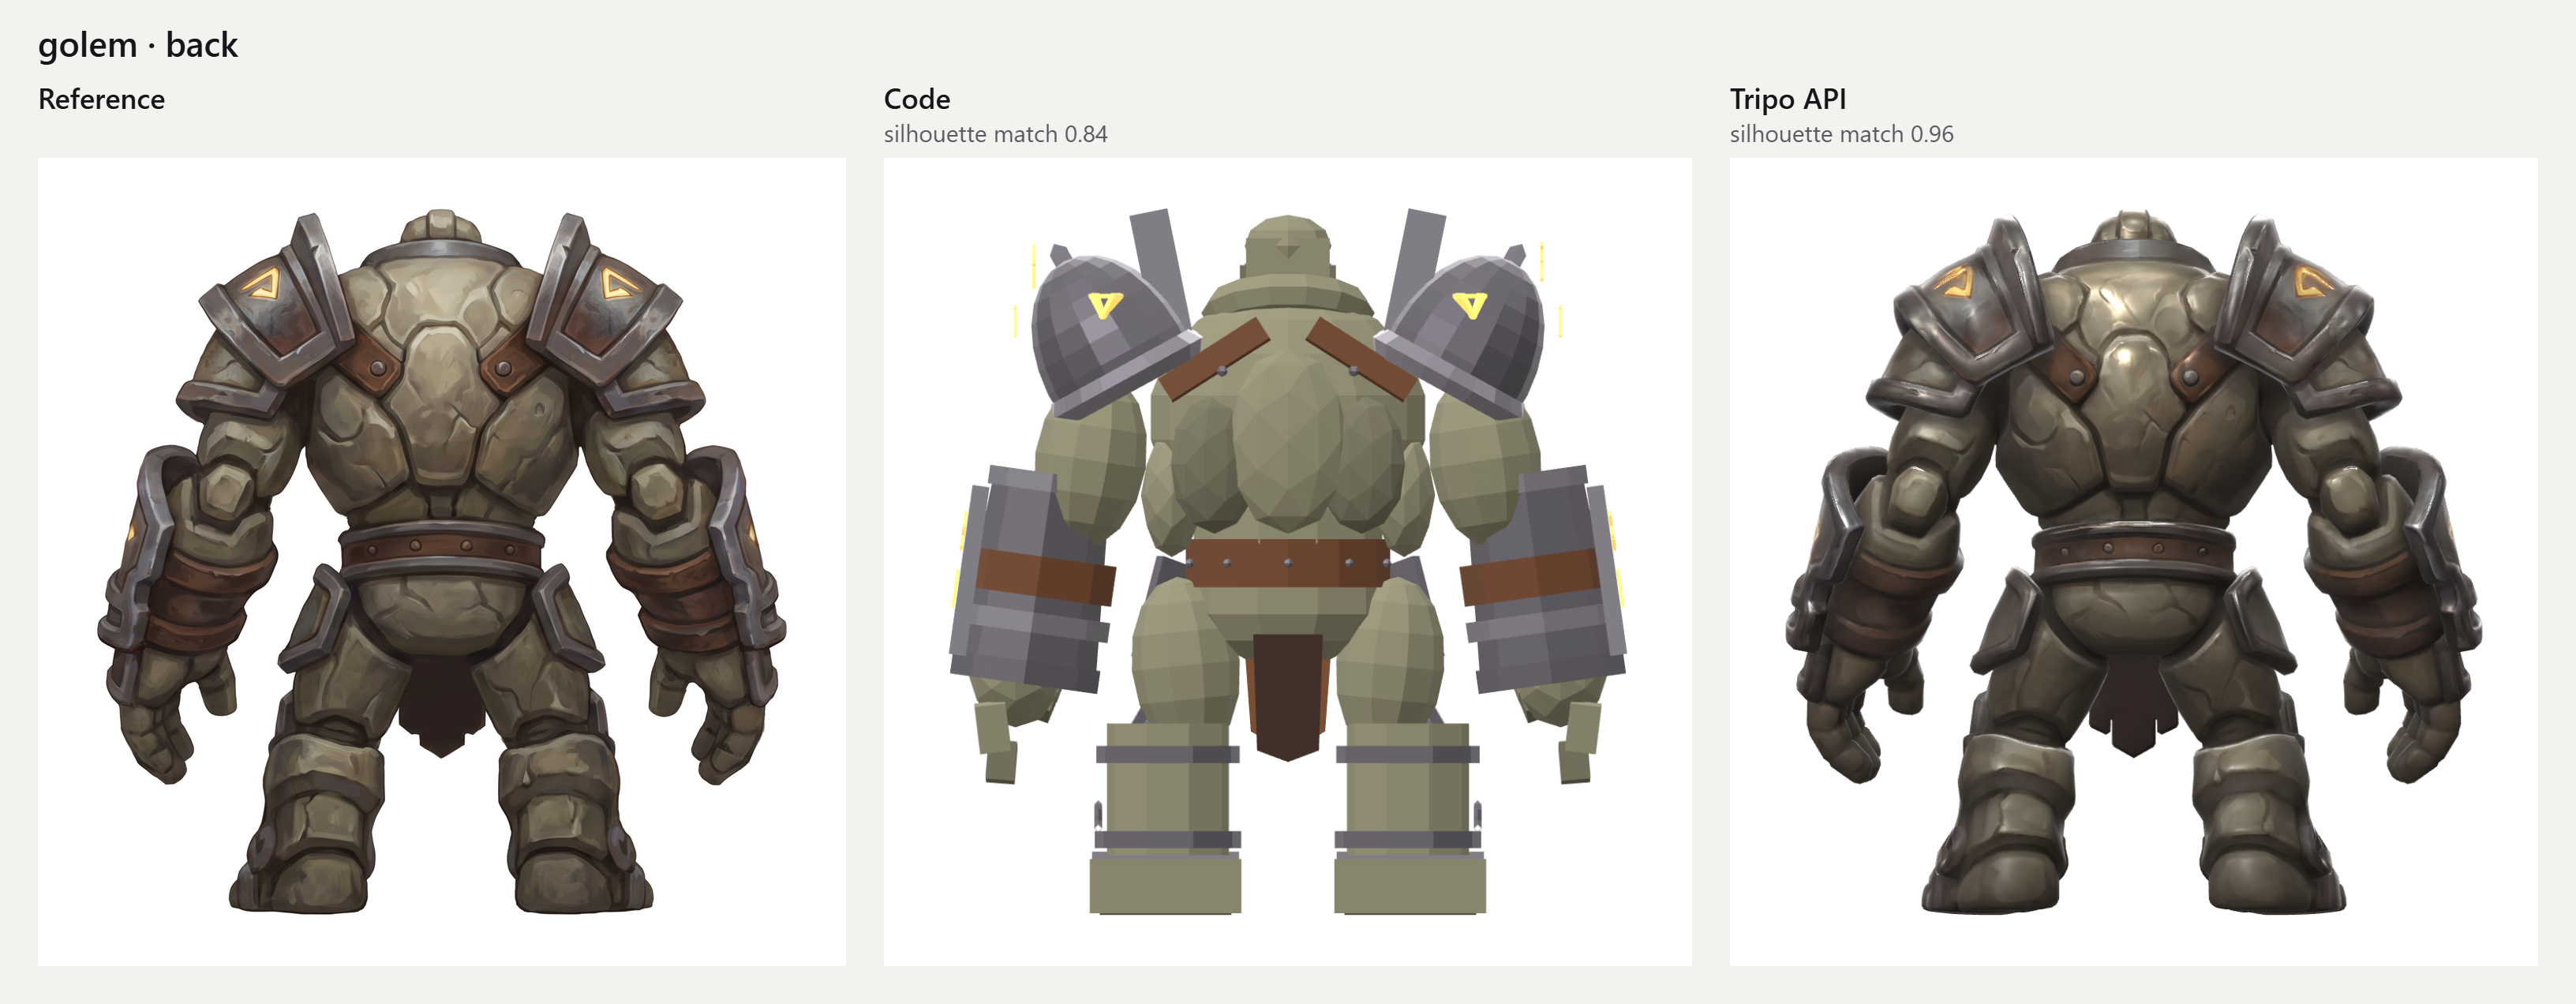 golem · back
Reference
Code
silhouette match 0.84
Tripo API
silhouette match 0.96